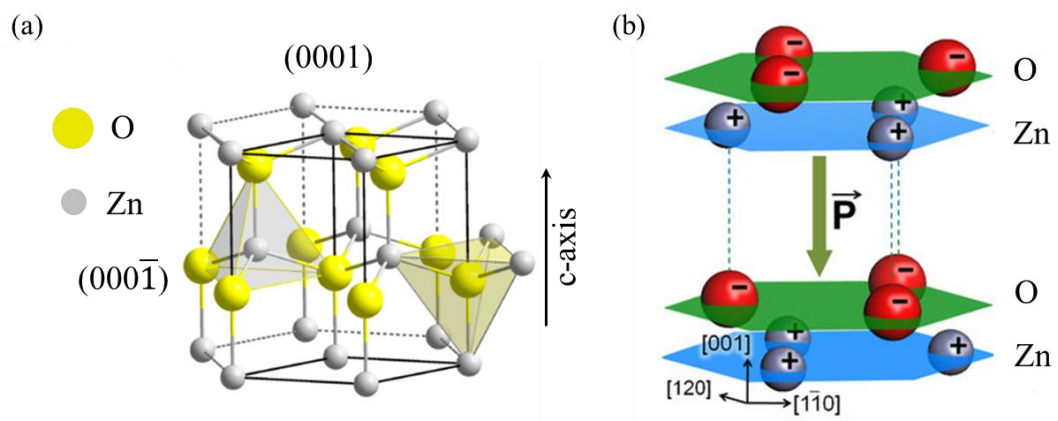 (a)
(0001)
O
Zn
(0001̅)
c-axis
(b)
O
Zn
P⃗
O
Zn
[001]
[120]
[11̅0]
− − −
+ + +
− − −
+ + +